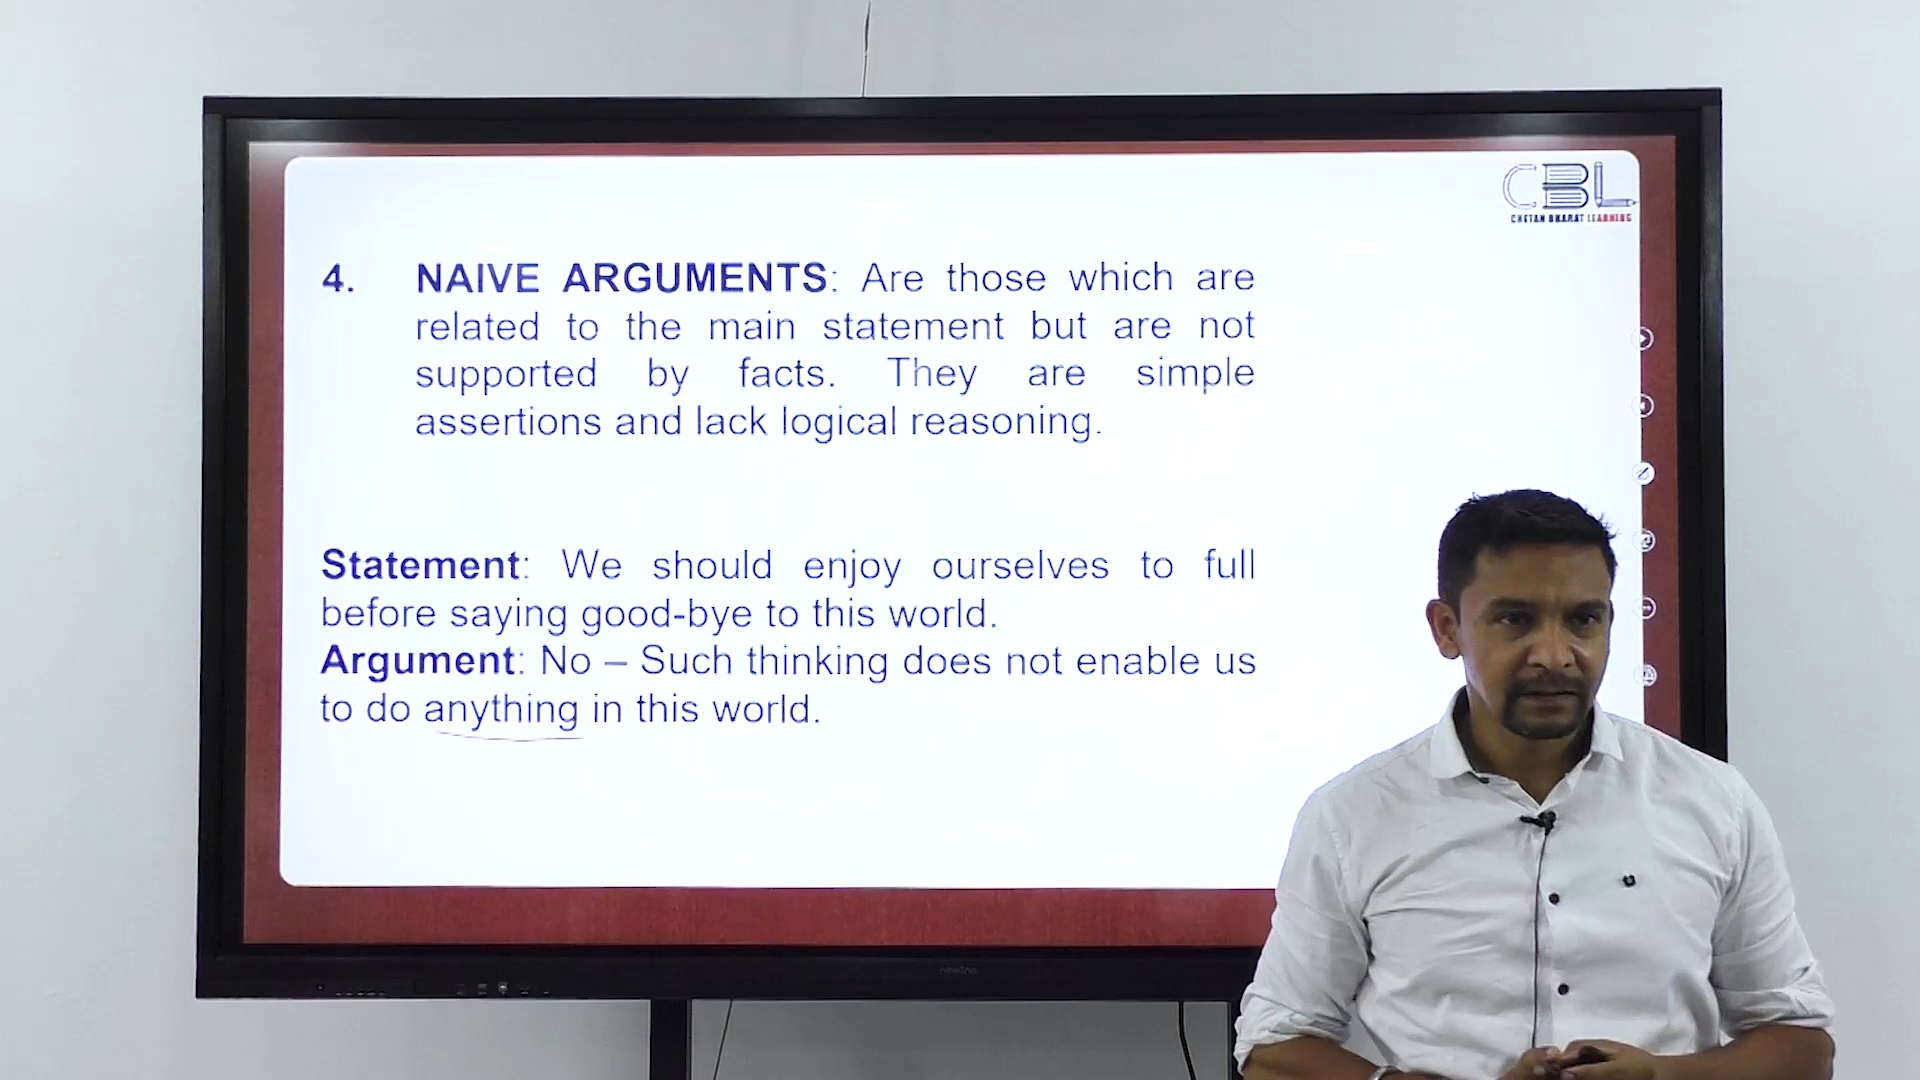 CBL
CHETAN BHARAT LEARNING
4. NAIVE ARGUMENTS: Are those which are
related to the main statement but are not
supported by facts. They are simple
assertions and lack logical reasoning.
Statement: We should enjoy ourselves to full
before saying good-bye to this world.
Argument: No – Such thinking does not enable us
to do anything in this world.
newline